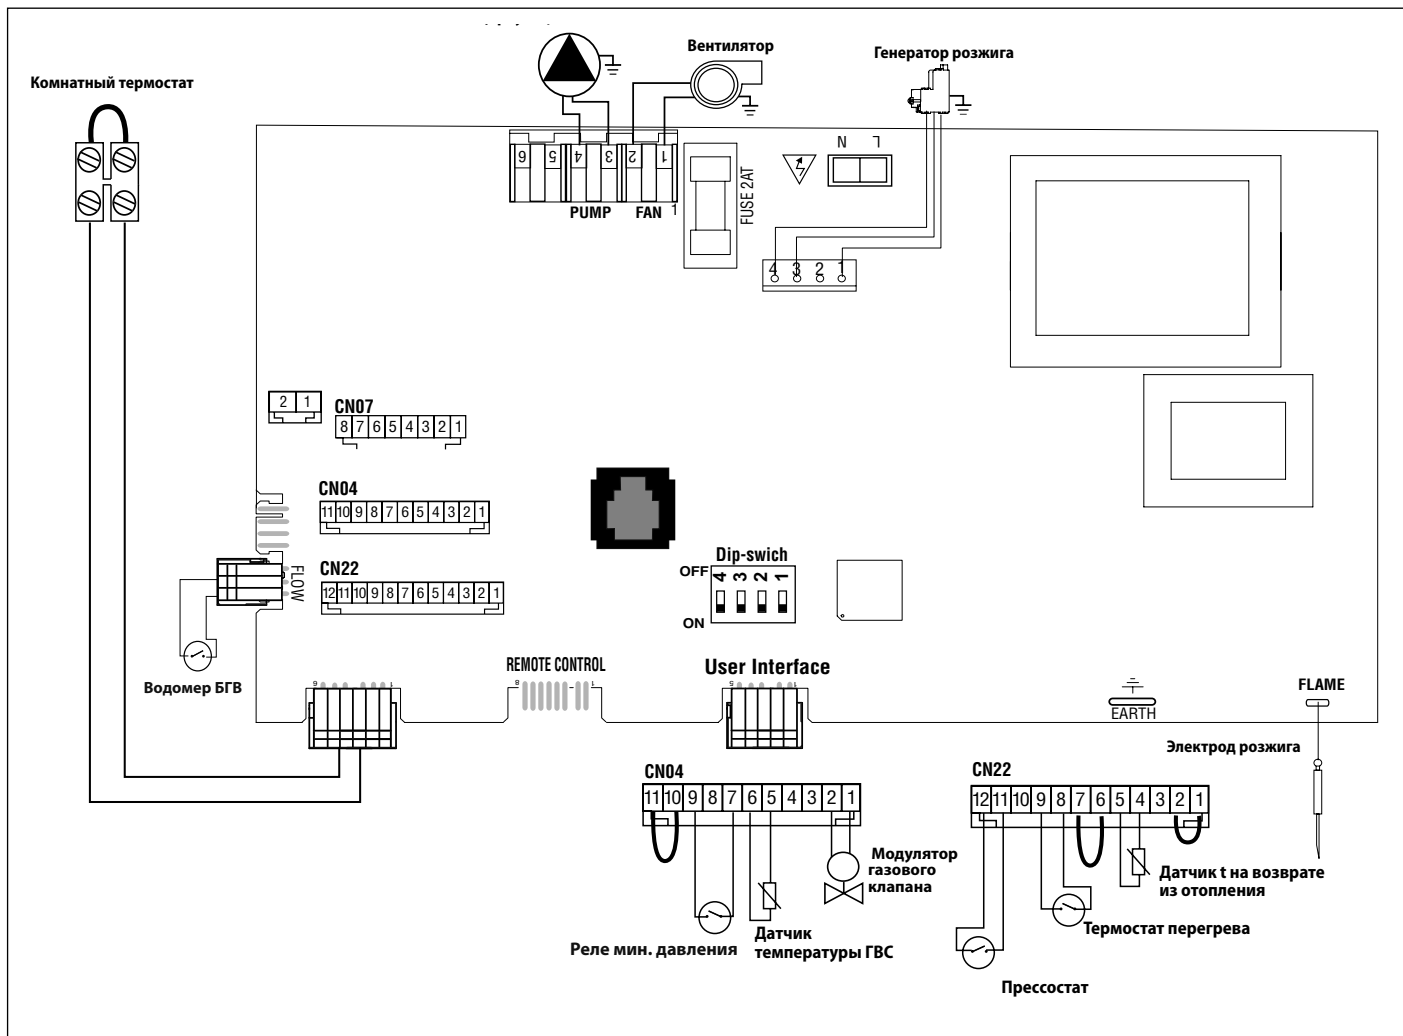 Вентилятор
Генератор розжига
Комнатный термостат
6 5 4 3 2 1
PUMP FAN 1
FUSE 2AT
N L
4 3 2 1
2 1
CN07
8 7 6 5 4 3 2 1
CN04
11 10 9 8 7 6 5 4 3 2 1
CN22
12 11 10 9 8 7 6 5 4 3 2 1
FLOW
Dip-swich
OFF
4 3 2 1
ON
Водомер БГВ
6 1
REMOTE CONTROL
8 1
User Interface
5 1
EARTH
FLAME
Электрод розжига
CN04
11 10 9 8 7 6 5 4 3 2 1
CN22
12 11 10 9 8 7 6 5 4 3 2 1
Модулятор
газового
клапана
Датчик t на возврате
из отопления
Реле мин. давления
Датчик
температуры ГВС
Термостат перегрева
Прессостат